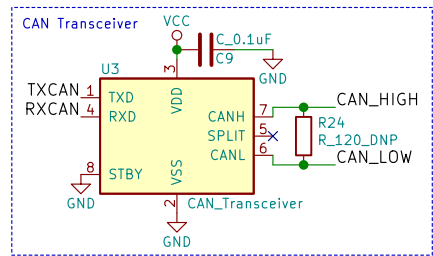 CAN Transceiver
VCC
C_0.1uF
C9
GND
U3
3
VDD
TXCAN 1 TXD
RXCAN 4 RXD
CANH 7 CAN_HIGH
SPLIT 5
CANL 6 CAN_LOW
R24
R_120_DNP
8 STBY
GND
VSS
2
CAN_Transceiver
GND